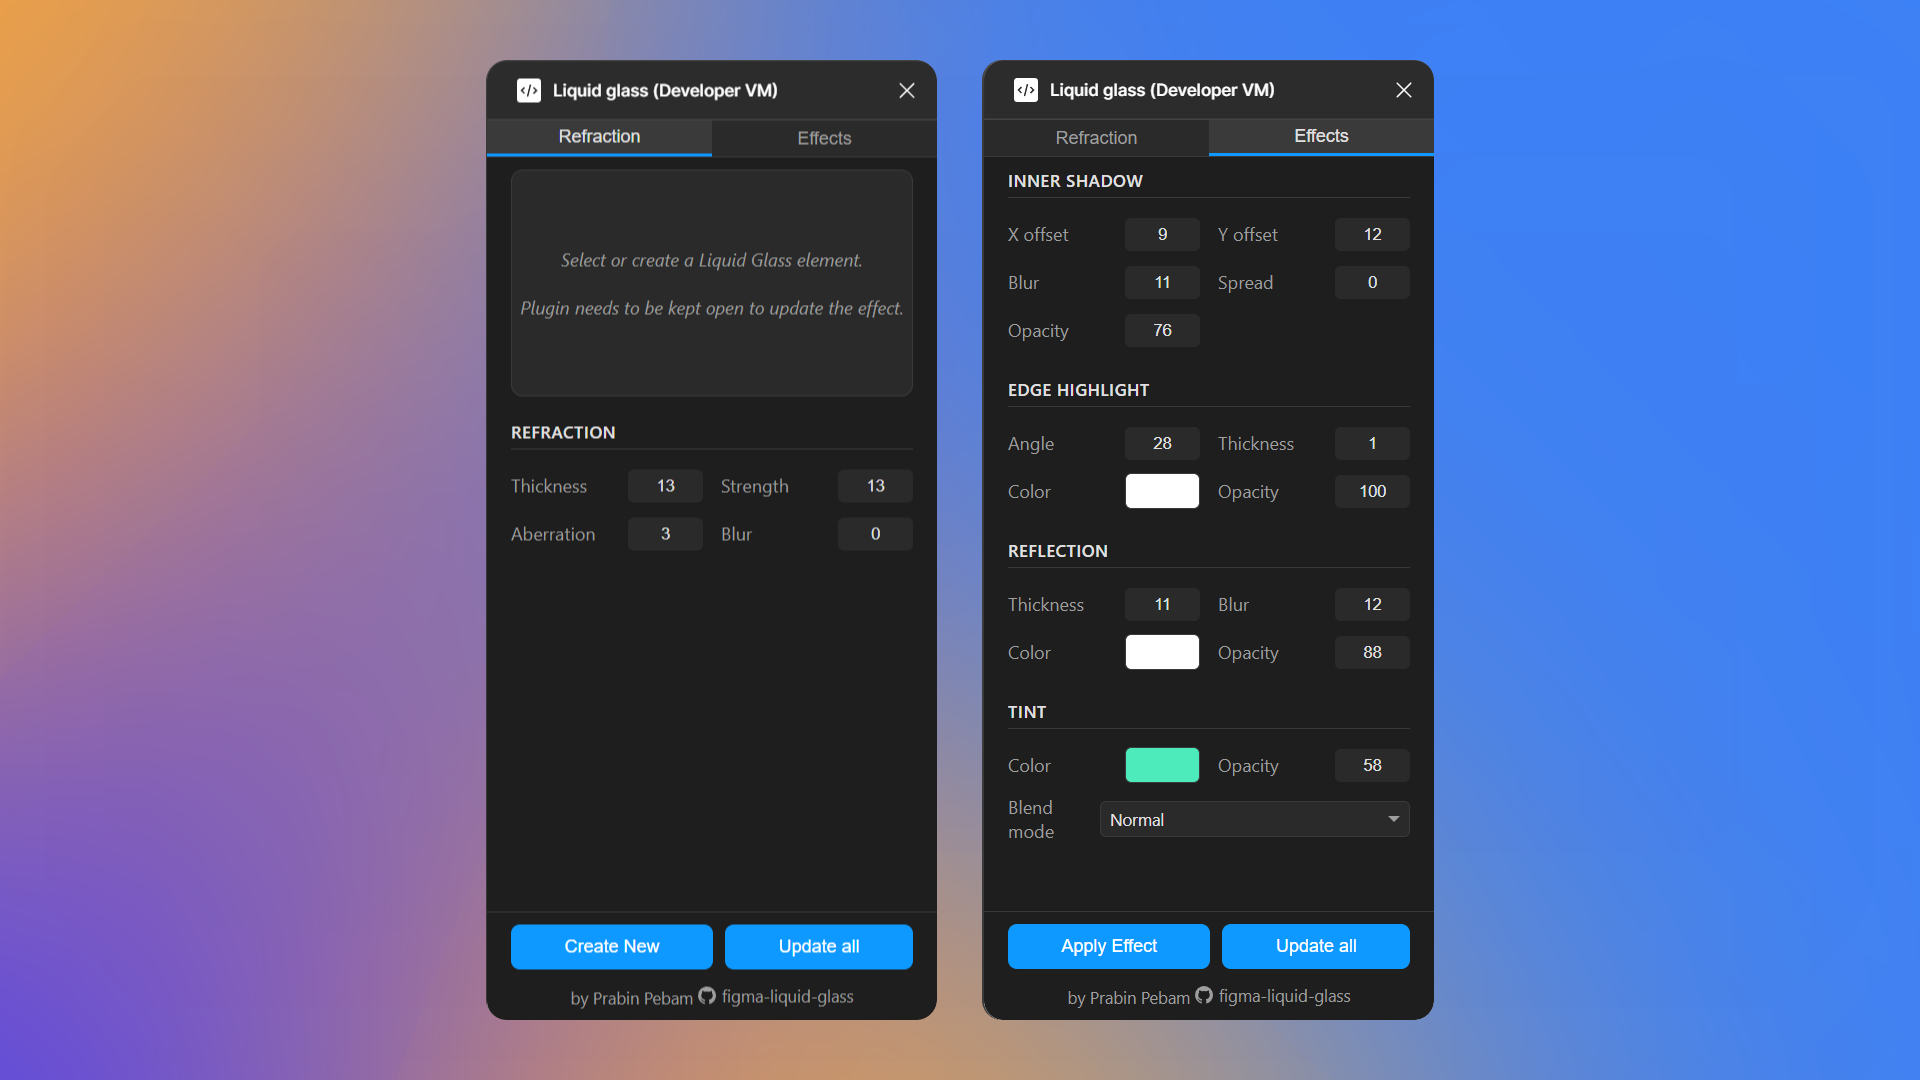 Liquid glass (Developer VM)
Refraction
Effects
Select or create a Liquid Glass element.
Plugin needs to be kept open to update the effect.
REFRACTION
Thickness 13 Strength 13
Aberration 3 Blur 0
Create New
Update all
by Prabin Pebam figma-liquid-glass
Liquid glass (Developer VM)
Refraction
Effects
INNER SHADOW
X offset 9 Y offset 12
Blur 11 Spread 0
Opacity 76
EDGE HIGHLIGHT
Angle 28 Thickness 1
Color Opacity 100
REFLECTION
Thickness 11 Blur 12
Color Opacity 88
TINT
Color Opacity 58
Blend
mode
Normal
Apply Effect
Update all
by Prabin Pebam figma-liquid-glass